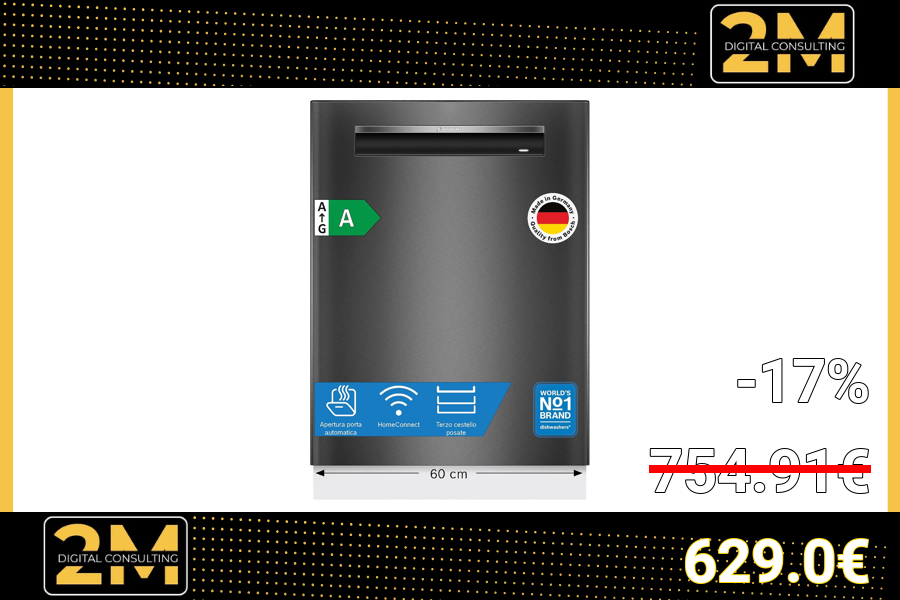 2M
DIGITAL CONSULTING
A
G
A
Made in Germany
Quality from Bosch
Apertura porta
automatica
HomeConnect
Terzo cestello
posate
WORLD'S
No1
BRAND
dishwashers*
60 cm
-17%
754.91€
2M
DIGITAL CONSULTING
629.0€